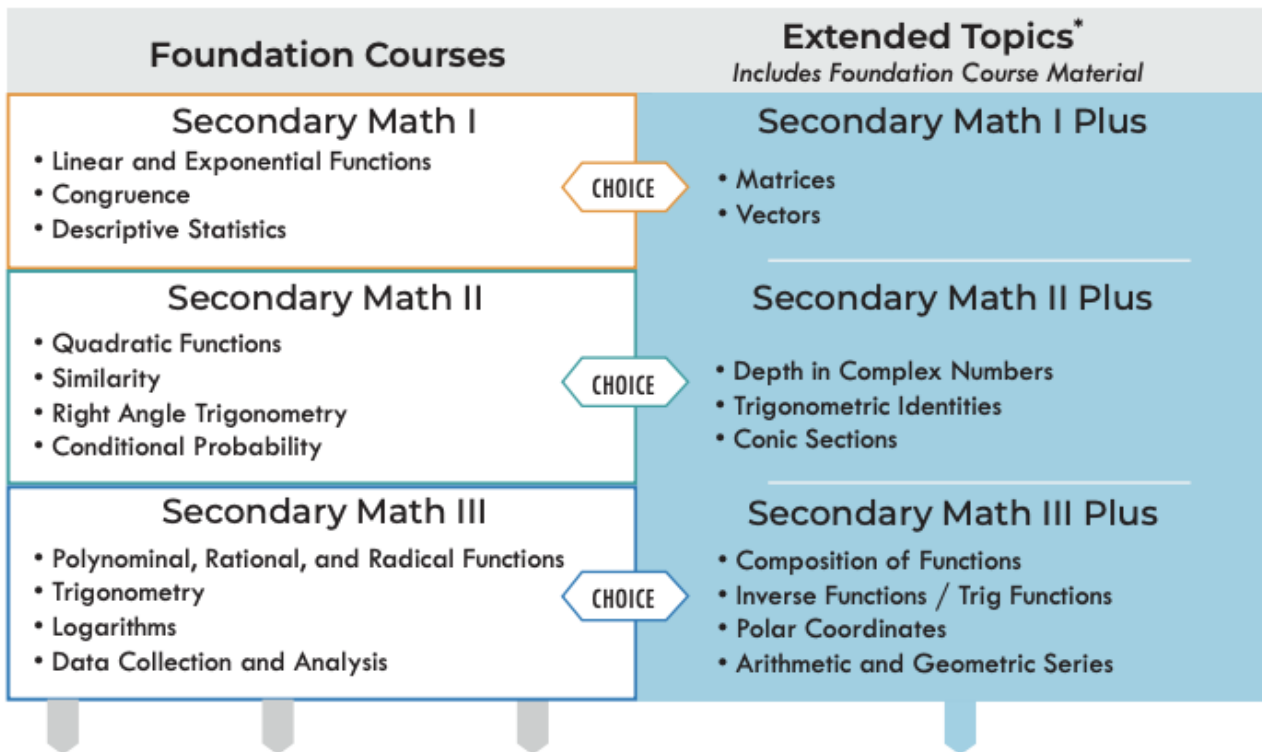 Foundation Courses
Extended Topics*
Includes Foundation Course Material
Secondary Math I
• Linear and Exponential Functions
• Congruence
• Descriptive Statistics
CHOICE
Secondary Math I Plus
• Matrices
• Vectors
Secondary Math II
• Quadratic Functions
• Similarity
• Right Angle Trigonometry
• Conditional Probability
CHOICE
Secondary Math II Plus
• Depth in Complex Numbers
• Trigonometric Identities
• Conic Sections
Secondary Math III
• Polynominal, Rational, and Radical Functions
• Trigonometry
• Logarithms
• Data Collection and Analysis
CHOICE
Secondary Math III Plus
• Composition of Functions
• Inverse Functions / Trig Functions
• Polar Coordinates
• Arithmetic and Geometric Series